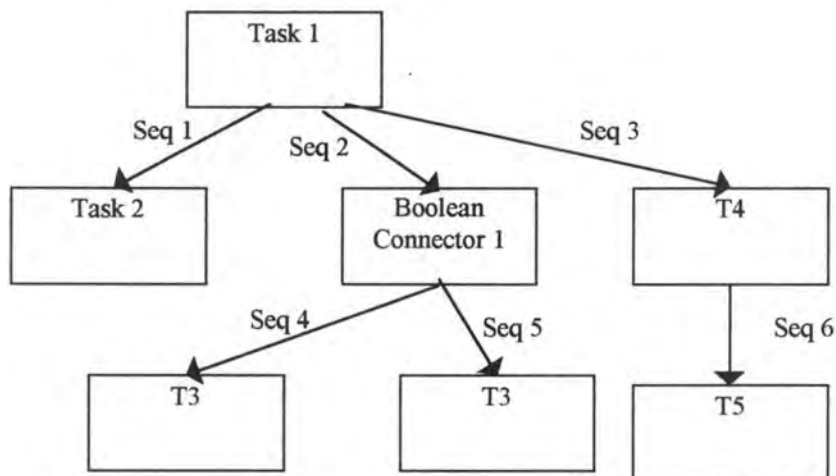 Task 1
Seq 1
Seq 2
Seq 3
Task 2
Boolean
Connector 1
T4
Seq 4
Seq 5
Seq 6
T3
T3
T5